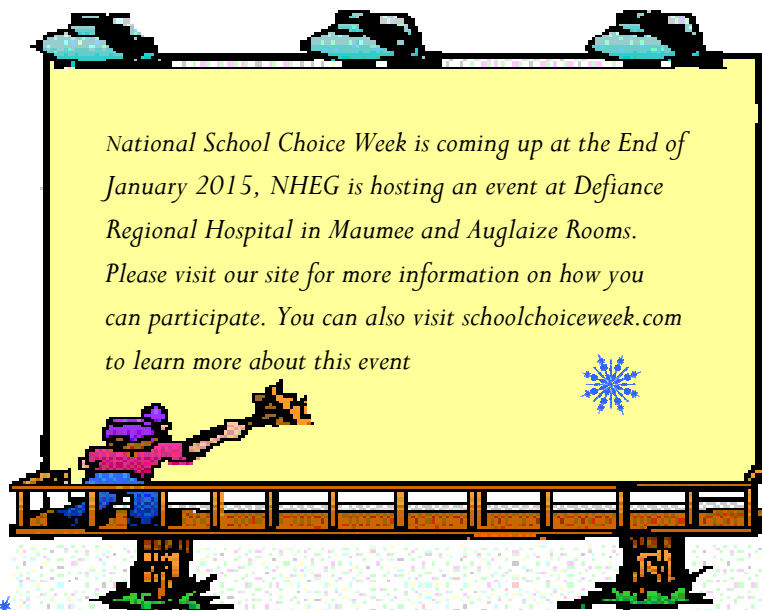 National School Choice Week is coming up at the End of
January 2015, NHEG is hosting an event at Defiance
Regional Hospital in Maumee and Auglaize Rooms.
Please visit our site for more information on how you
can participate. You can also visit schoolchoiceweek.com
to learn more about this event